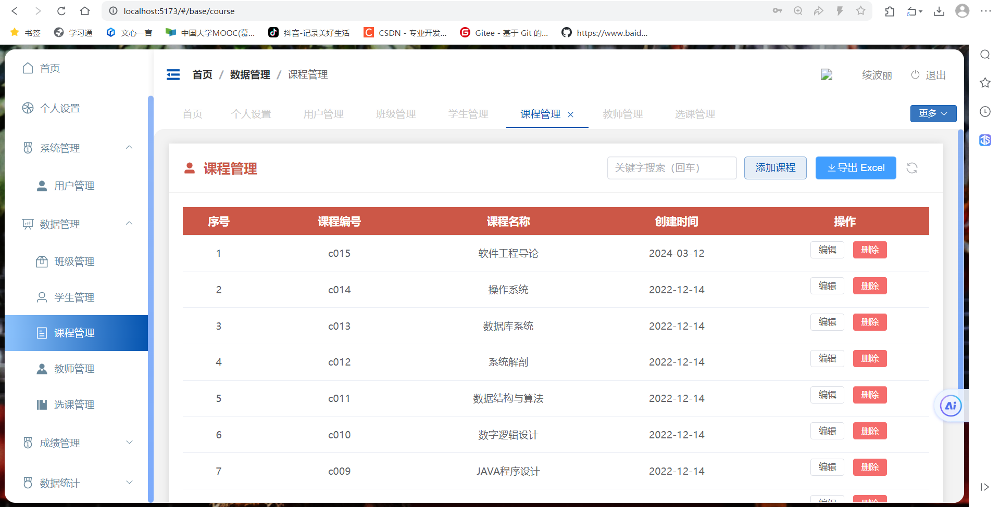 localhost:5173/#/base/course
书签 学习通 文心一言 中国大学MOOC(慕... 抖音-记录美好生活 CSDN - 专业开发... Gitee - 基于 Git 的... https://www.baid...
首页
个人设置
系统管理
用户管理
数据管理
班级管理
学生管理
课程管理
教师管理
选课管理
成绩管理
数据统计
首页 / 数据管理 / 课程管理
绫波丽 退出
首页 个人设置 用户管理 班级管理 学生管理 课程管理 教师管理 选课管理 更多
课程管理 关键字搜索（回车） 添加课程 导出 Excel
序号 课程编号 课程名称 创建时间 操作
1 c015 软件工程导论 2024-03-12 编辑 删除
2 c014 操作系统 2022-12-14 编辑 删除
3 c013 数据库系统 2022-12-14 编辑 删除
4 c012 系统解剖 2022-12-14 编辑 删除
5 c011 数据结构与算法 2022-12-14 编辑 删除
6 c010 数字逻辑设计 2022-12-14 编辑 删除
7 c009 JAVA程序设计 2022-12-14 编辑 删除
编辑 删除
Ai